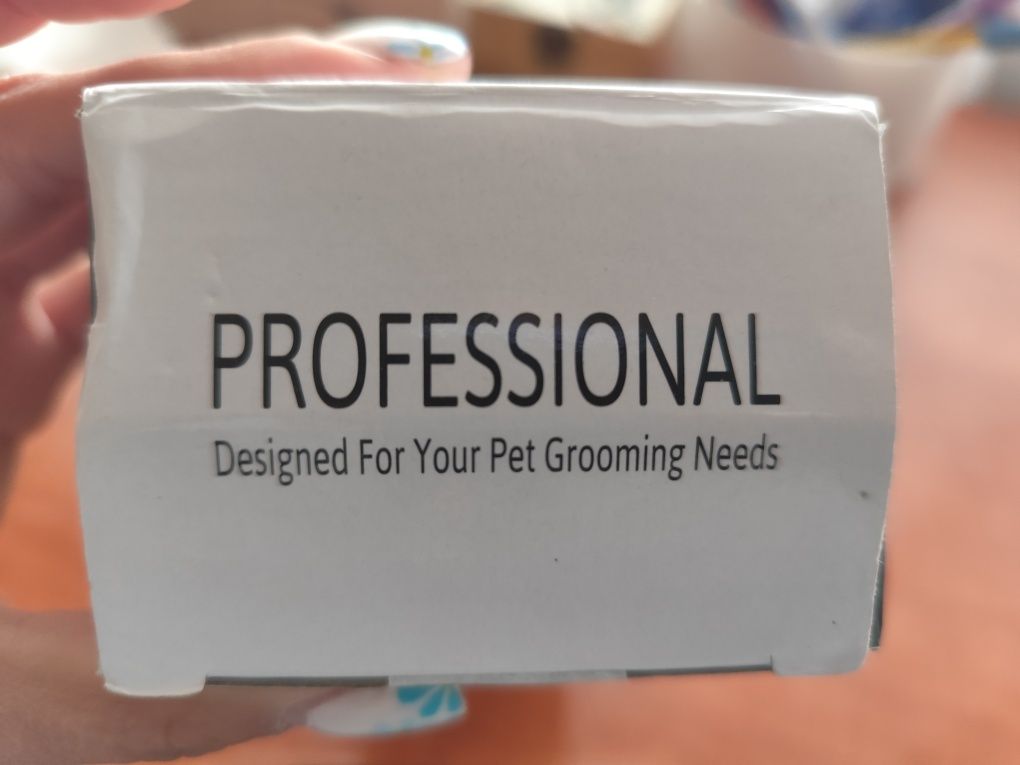 PROFESSIONAL
Designed For Your Pet Grooming Needs